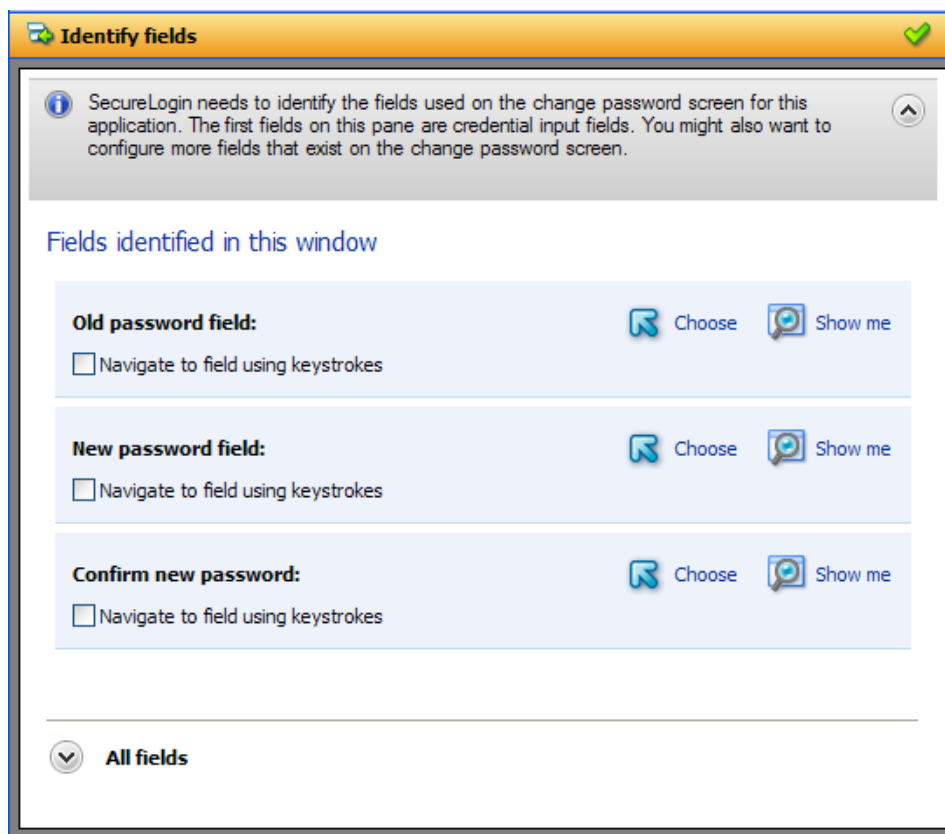 Identify fields
SecureLogin needs to identify the fields used on the change password screen for this
application. The first fields on this pane are credential input fields. You might also want to
configure more fields that exist on the change password screen.
Fields identified in this window
Old password field:
Choose
Show me
Navigate to field using keystrokes
New password field:
Choose
Show me
Navigate to field using keystrokes
Confirm new password:
Choose
Show me
Navigate to field using keystrokes
All fields